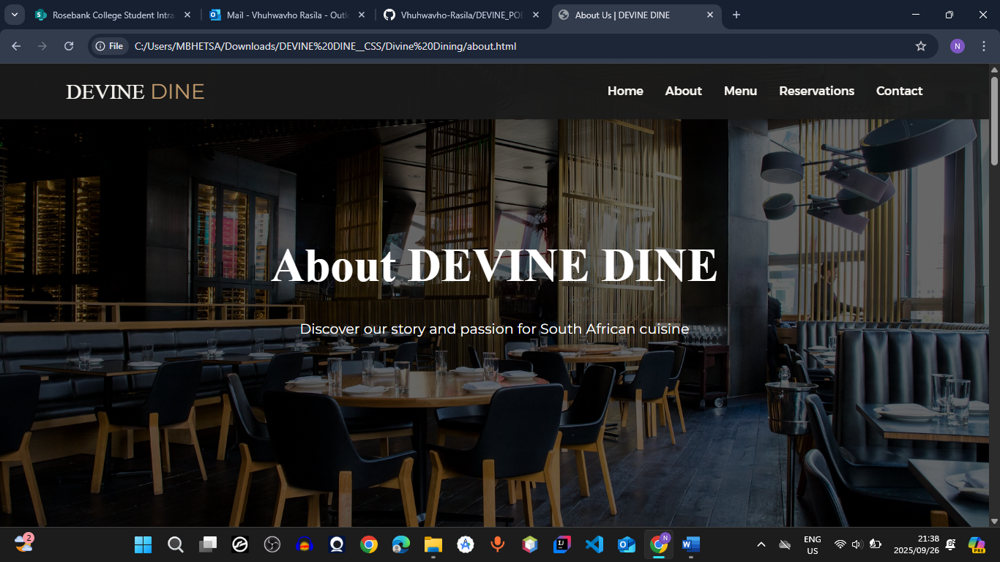 Rosebank College Student Intra
Mail - Vhuhwavho Rasila - Outl
Vhuhwavho-Rasila/DEVINE_POE
About Us | DEVINE DINE
File
C:/Users/MBHETSA/Downloads/DEVINE%20DINE__CSS/Divine%20Dining/about.html
N
DEVINE DINE
Home
About
Menu
Reservations
Contact
About DEVINE DINE
Discover our story and passion for South African cuisine
2
N
ENG
US
21:38
2025/09/26
PRE